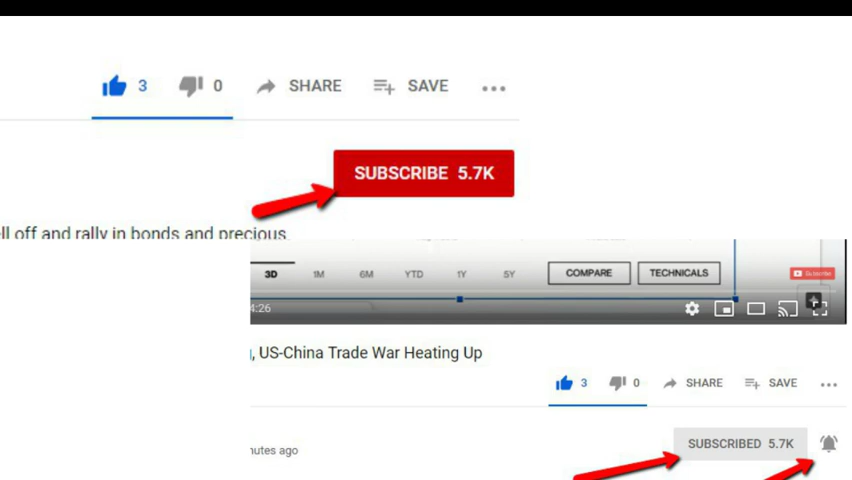 3 0 SHARE SAVE
SUBSCRIBE 5.7K
ll off and rally in bonds and precious
3D 1M 6M YTD 1Y 5Y COMPARE TECHNICALS
Subscribe
4:26
, US-China Trade War Heating Up
3 0 SHARE SAVE
SUBSCRIBED 5.7K
nutes ago